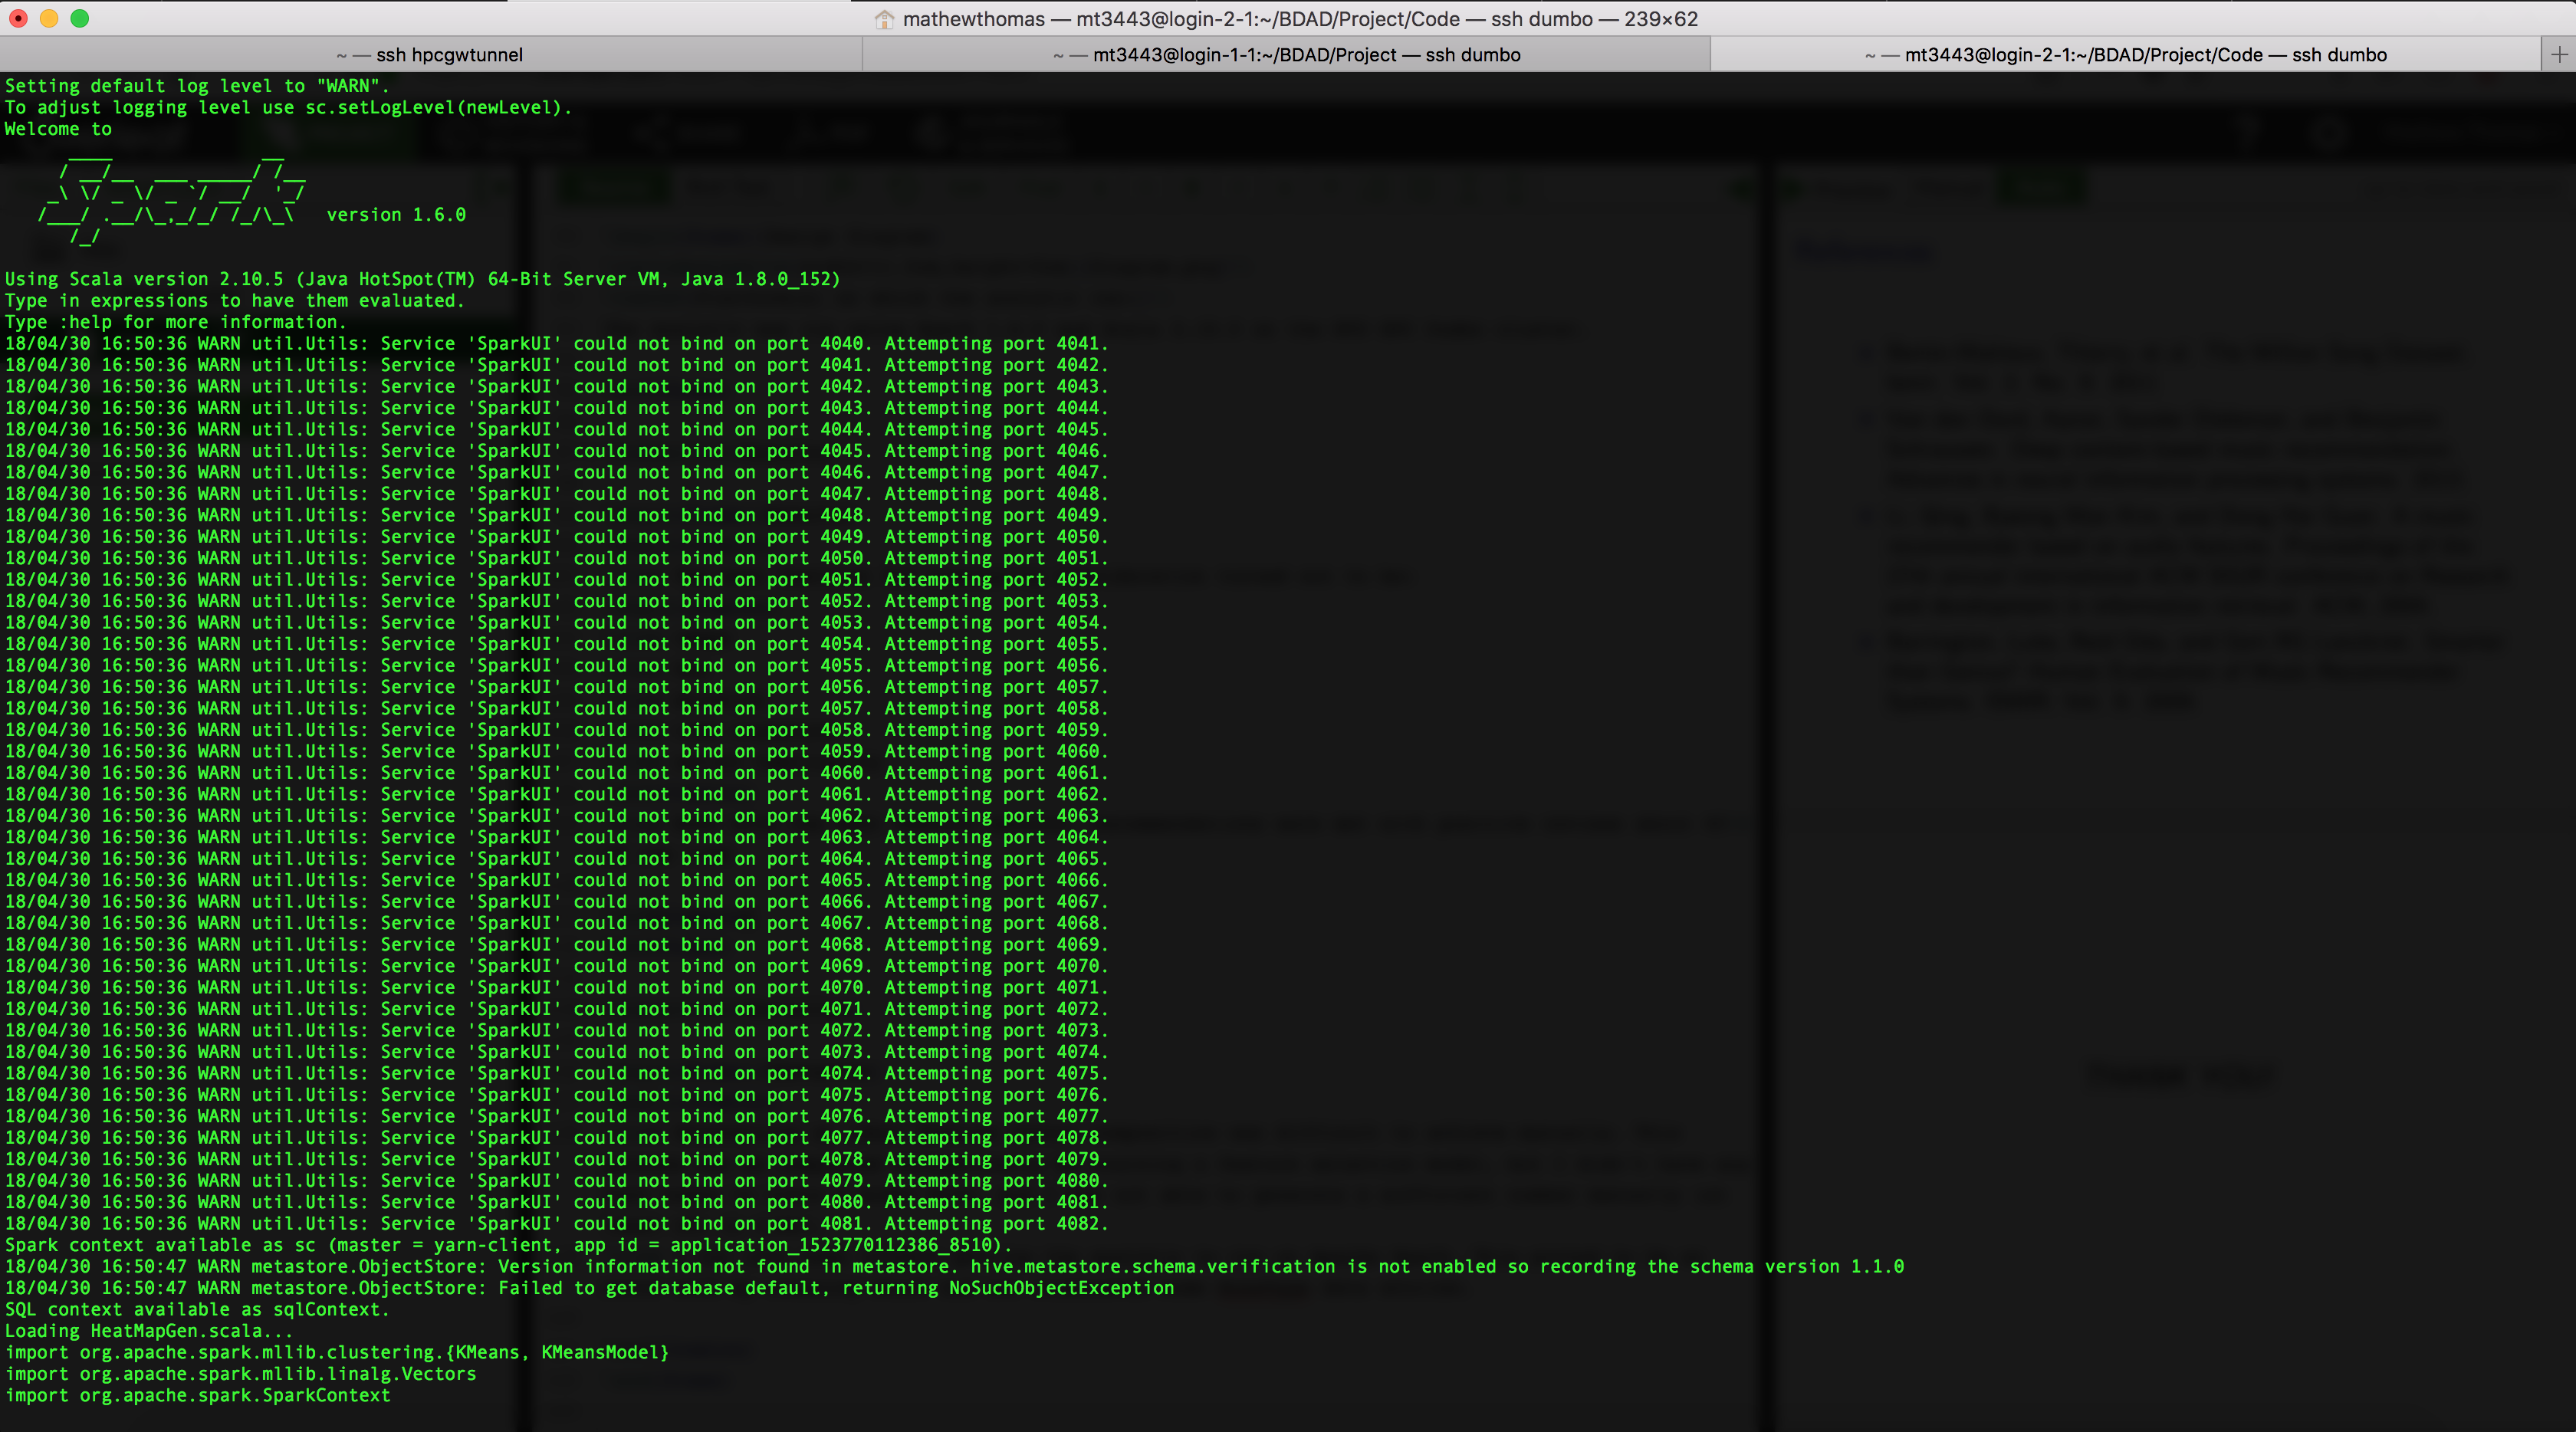 mathewthomas — mt3443@login-2-1:~/BDAD/Project/Code — ssh dumbo — 239×62
~ — ssh hpcgwtunnel
~ — mt3443@login-1-1:~/BDAD/Project — ssh dumbo
~ — mt3443@login-2-1:~/BDAD/Project/Code — ssh dumbo
Setting default log level to "WARN".
To adjust logging level use sc.setLogLevel(newLevel).
Welcome to
      ____              __
     / __/__  ___ _____/ /__
    _\ \/ _ \/ _ `/ __/  '_/
   /___/ .__/\_,_/_/ /_/\_\   version 1.6.0
      /_/
Using Scala version 2.10.5 (Java HotSpot(TM) 64-Bit Server VM, Java 1.8.0_152)
Type in expressions to have them evaluated.
Type :help for more information.
18/04/30 16:50:36 WARN util.Utils: Service 'SparkUI' could not bind on port 4040. Attempting port 4041.
18/04/30 16:50:36 WARN util.Utils: Service 'SparkUI' could not bind on port 4041. Attempting port 4042.
18/04/30 16:50:36 WARN util.Utils: Service 'SparkUI' could not bind on port 4042. Attempting port 4043.
18/04/30 16:50:36 WARN util.Utils: Service 'SparkUI' could not bind on port 4043. Attempting port 4044.
18/04/30 16:50:36 WARN util.Utils: Service 'SparkUI' could not bind on port 4044. Attempting port 4045.
18/04/30 16:50:36 WARN util.Utils: Service 'SparkUI' could not bind on port 4045. Attempting port 4046.
18/04/30 16:50:36 WARN util.Utils: Service 'SparkUI' could not bind on port 4046. Attempting port 4047.
18/04/30 16:50:36 WARN util.Utils: Service 'SparkUI' could not bind on port 4047. Attempting port 4048.
18/04/30 16:50:36 WARN util.Utils: Service 'SparkUI' could not bind on port 4048. Attempting port 4049.
18/04/30 16:50:36 WARN util.Utils: Service 'SparkUI' could not bind on port 4049. Attempting port 4050.
18/04/30 16:50:36 WARN util.Utils: Service 'SparkUI' could not bind on port 4050. Attempting port 4051.
18/04/30 16:50:36 WARN util.Utils: Service 'SparkUI' could not bind on port 4051. Attempting port 4052.
18/04/30 16:50:36 WARN util.Utils: Service 'SparkUI' could not bind on port 4052. Attempting port 4053.
18/04/30 16:50:36 WARN util.Utils: Service 'SparkUI' could not bind on port 4053. Attempting port 4054.
18/04/30 16:50:36 WARN util.Utils: Service 'SparkUI' could not bind on port 4054. Attempting port 4055.
18/04/30 16:50:36 WARN util.Utils: Service 'SparkUI' could not bind on port 4055. Attempting port 4056.
18/04/30 16:50:36 WARN util.Utils: Service 'SparkUI' could not bind on port 4056. Attempting port 4057.
18/04/30 16:50:36 WARN util.Utils: Service 'SparkUI' could not bind on port 4057. Attempting port 4058.
18/04/30 16:50:36 WARN util.Utils: Service 'SparkUI' could not bind on port 4058. Attempting port 4059.
18/04/30 16:50:36 WARN util.Utils: Service 'SparkUI' could not bind on port 4059. Attempting port 4060.
18/04/30 16:50:36 WARN util.Utils: Service 'SparkUI' could not bind on port 4060. Attempting port 4061.
18/04/30 16:50:36 WARN util.Utils: Service 'SparkUI' could not bind on port 4061. Attempting port 4062.
18/04/30 16:50:36 WARN util.Utils: Service 'SparkUI' could not bind on port 4062. Attempting port 4063.
18/04/30 16:50:36 WARN util.Utils: Service 'SparkUI' could not bind on port 4063. Attempting port 4064.
18/04/30 16:50:36 WARN util.Utils: Service 'SparkUI' could not bind on port 4064. Attempting port 4065.
18/04/30 16:50:36 WARN util.Utils: Service 'SparkUI' could not bind on port 4065. Attempting port 4066.
18/04/30 16:50:36 WARN util.Utils: Service 'SparkUI' could not bind on port 4066. Attempting port 4067.
18/04/30 16:50:36 WARN util.Utils: Service 'SparkUI' could not bind on port 4067. Attempting port 4068.
18/04/30 16:50:36 WARN util.Utils: Service 'SparkUI' could not bind on port 4068. Attempting port 4069.
18/04/30 16:50:36 WARN util.Utils: Service 'SparkUI' could not bind on port 4069. Attempting port 4070.
18/04/30 16:50:36 WARN util.Utils: Service 'SparkUI' could not bind on port 4070. Attempting port 4071.
18/04/30 16:50:36 WARN util.Utils: Service 'SparkUI' could not bind on port 4071. Attempting port 4072.
18/04/30 16:50:36 WARN util.Utils: Service 'SparkUI' could not bind on port 4072. Attempting port 4073.
18/04/30 16:50:36 WARN util.Utils: Service 'SparkUI' could not bind on port 4073. Attempting port 4074.
18/04/30 16:50:36 WARN util.Utils: Service 'SparkUI' could not bind on port 4074. Attempting port 4075.
18/04/30 16:50:36 WARN util.Utils: Service 'SparkUI' could not bind on port 4075. Attempting port 4076.
18/04/30 16:50:36 WARN util.Utils: Service 'SparkUI' could not bind on port 4076. Attempting port 4077.
18/04/30 16:50:36 WARN util.Utils: Service 'SparkUI' could not bind on port 4077. Attempting port 4078.
18/04/30 16:50:36 WARN util.Utils: Service 'SparkUI' could not bind on port 4078. Attempting port 4079.
18/04/30 16:50:36 WARN util.Utils: Service 'SparkUI' could not bind on port 4079. Attempting port 4080.
18/04/30 16:50:36 WARN util.Utils: Service 'SparkUI' could not bind on port 4080. Attempting port 4081.
18/04/30 16:50:36 WARN util.Utils: Service 'SparkUI' could not bind on port 4081. Attempting port 4082.
Spark context available as sc (master = yarn-client, app id = application_1523770112386_8510).
18/04/30 16:50:47 WARN metastore.ObjectStore: Version information not found in metastore. hive.metastore.schema.verification is not enabled so recording the schema version 1.1.0
18/04/30 16:50:47 WARN metastore.ObjectStore: Failed to get database default, returning NoSuchObjectException
SQL context available as sqlContext.
Loading HeatMapGen.scala...
import org.apache.spark.mllib.clustering.{KMeans, KMeansModel}
import org.apache.spark.mllib.linalg.Vectors
import org.apache.spark.SparkContext